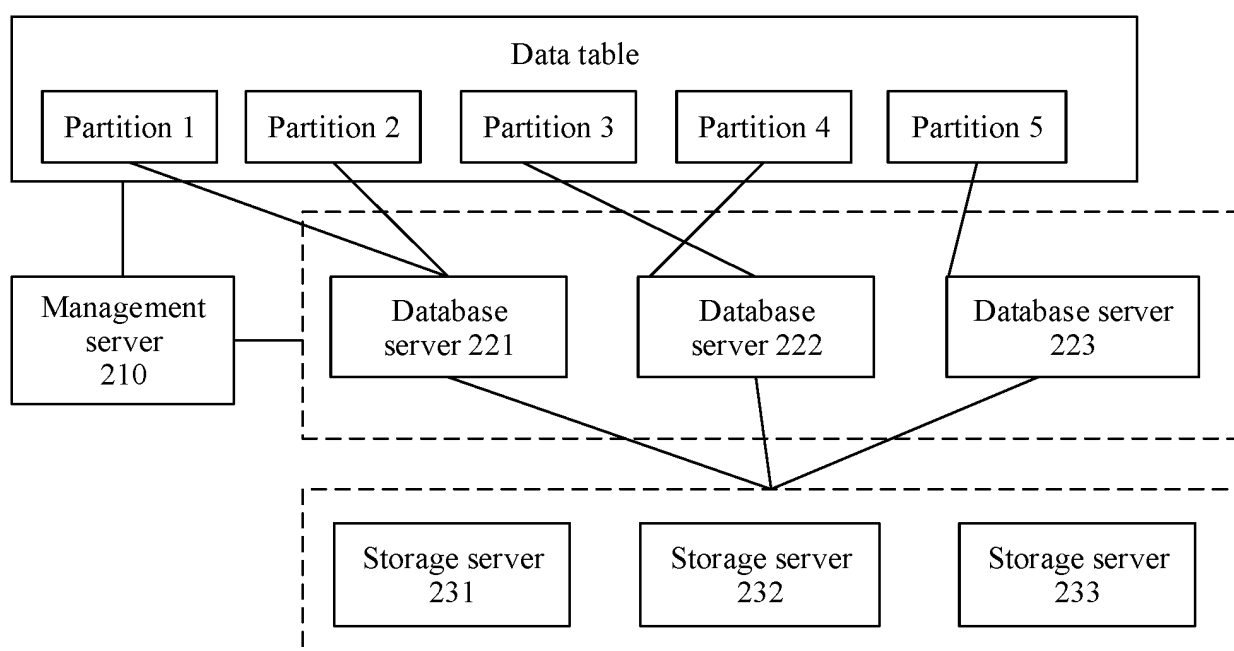 Data table
Partition 1
Partition 2
Partition 3
Partition 4
Partition 5
Management
server
210
Database
server 221
Database
server 222
Database server
223
Storage server
231
Storage server
232
Storage server
233